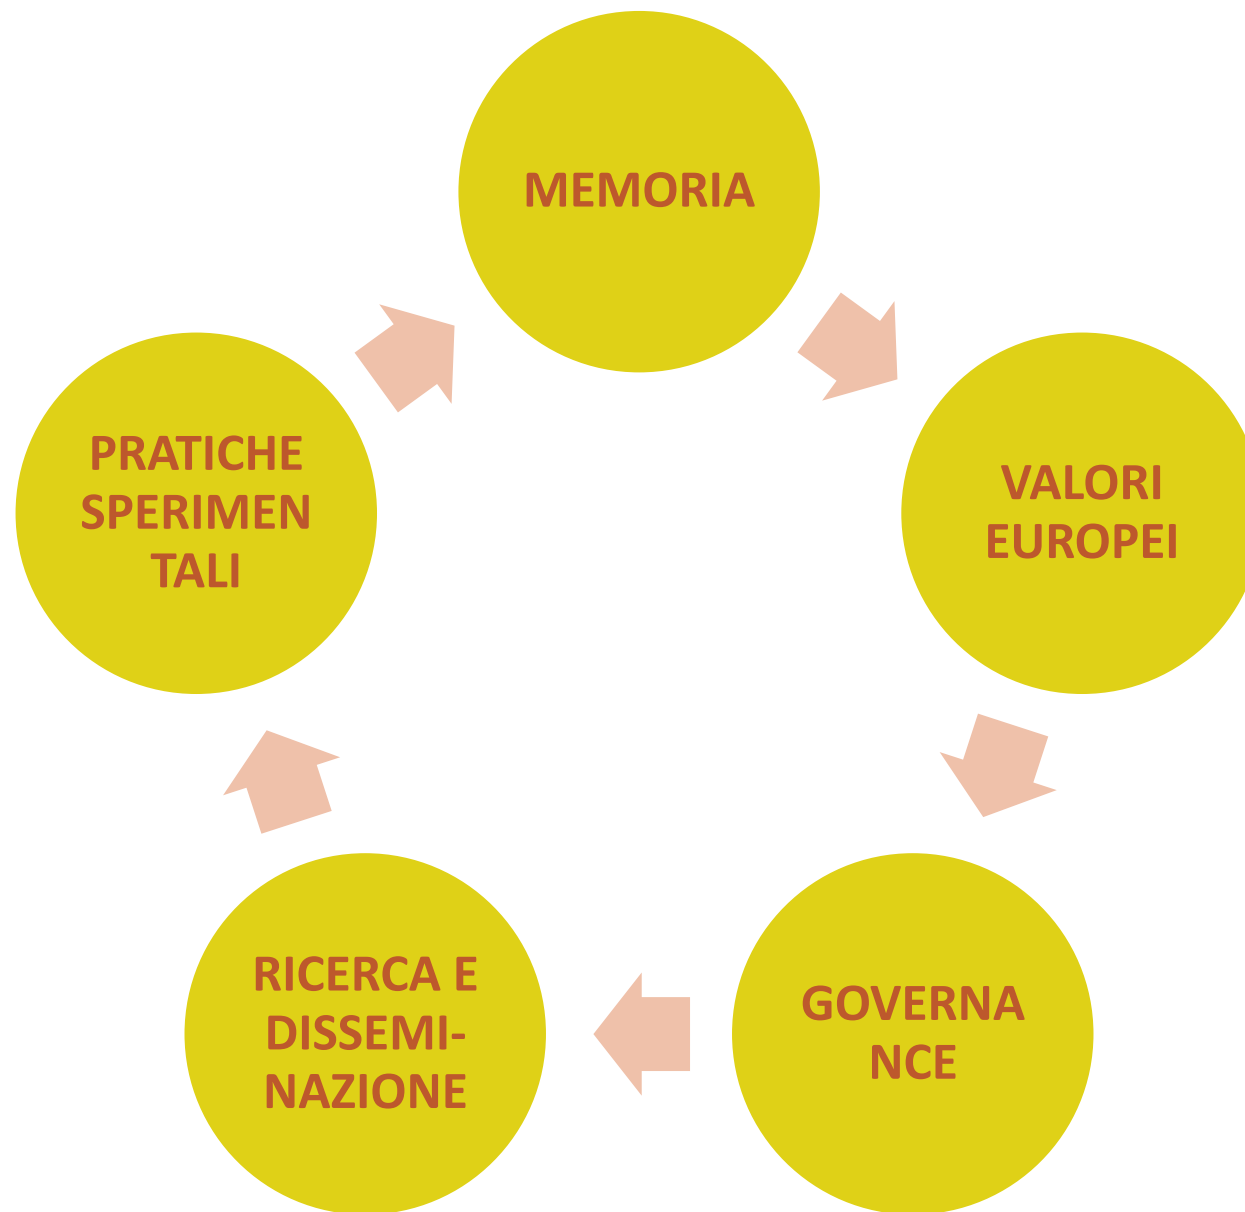 MEMORIA
VALORI
EUROPEI
GOVERNA
NCE
RICERCA E
DISSEMI-
NAZIONE
PRATICHE
SPERIMEN
TALI